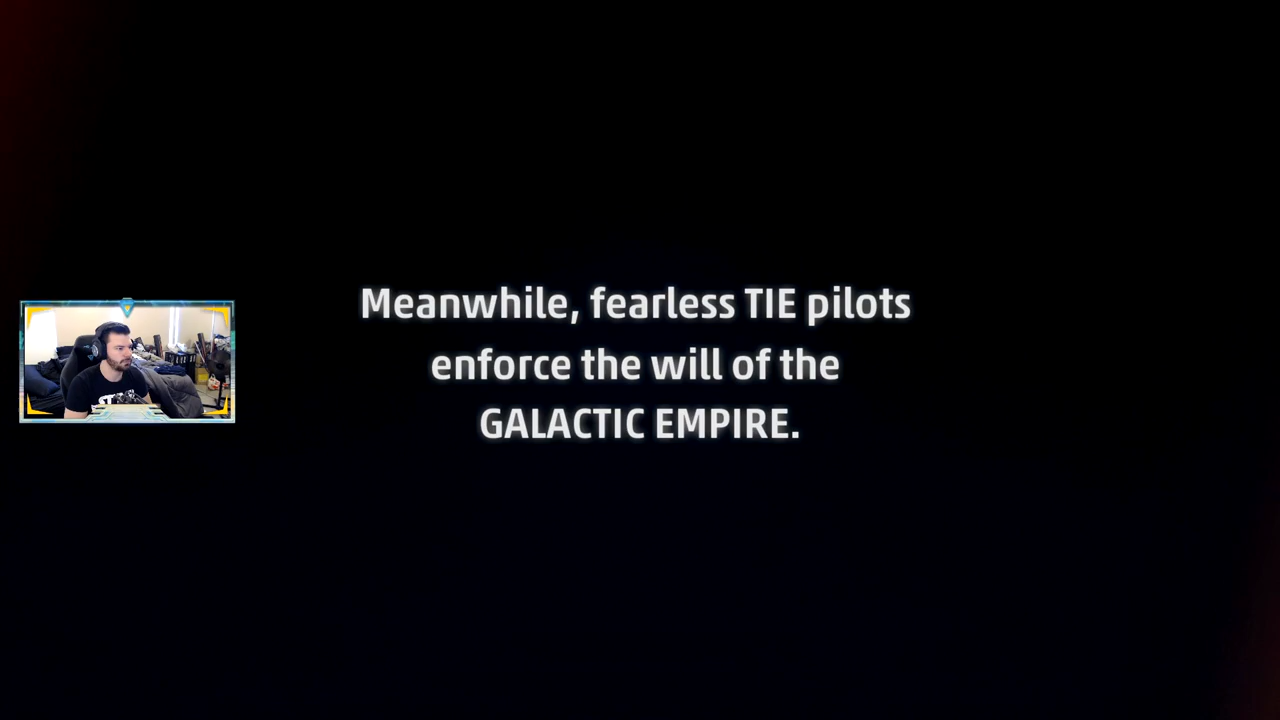 Meanwhile, fearless TIE pilots
enforce the will of the
GALACTIC EMPIRE.